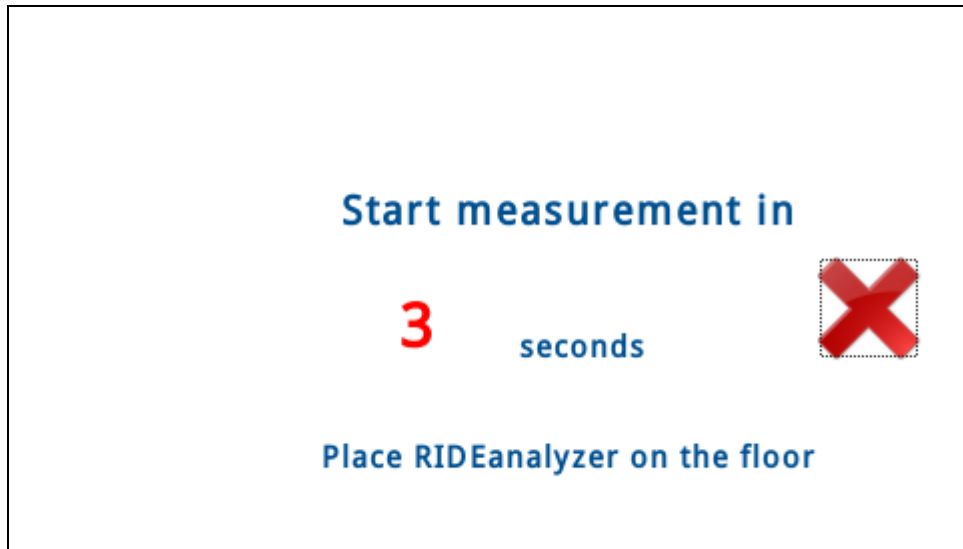 Start measurement in
3
seconds
Place RIDEanalyzer on the floor